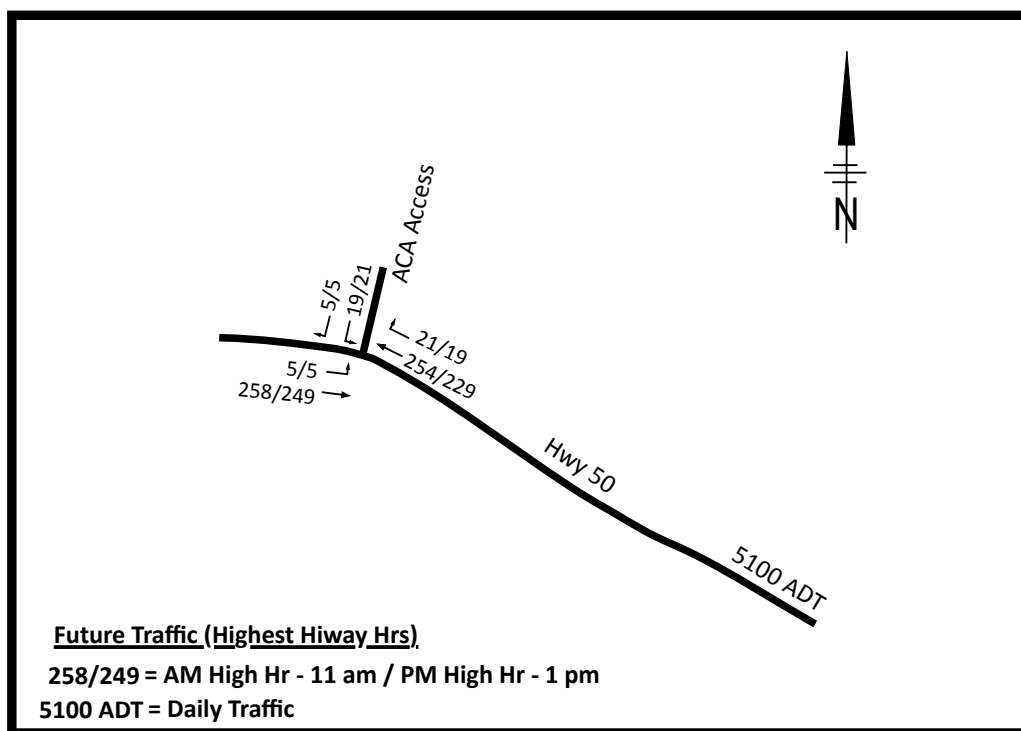 N
ACA Access
5/5
19/21
21/19
254/229
5/5
258/249
Hwy 50
5100 ADT
Future Traffic (Highest Hiway Hrs)
258/249 = AM High Hr - 11 am / PM High Hr - 1 pm
5100 ADT = Daily Traffic